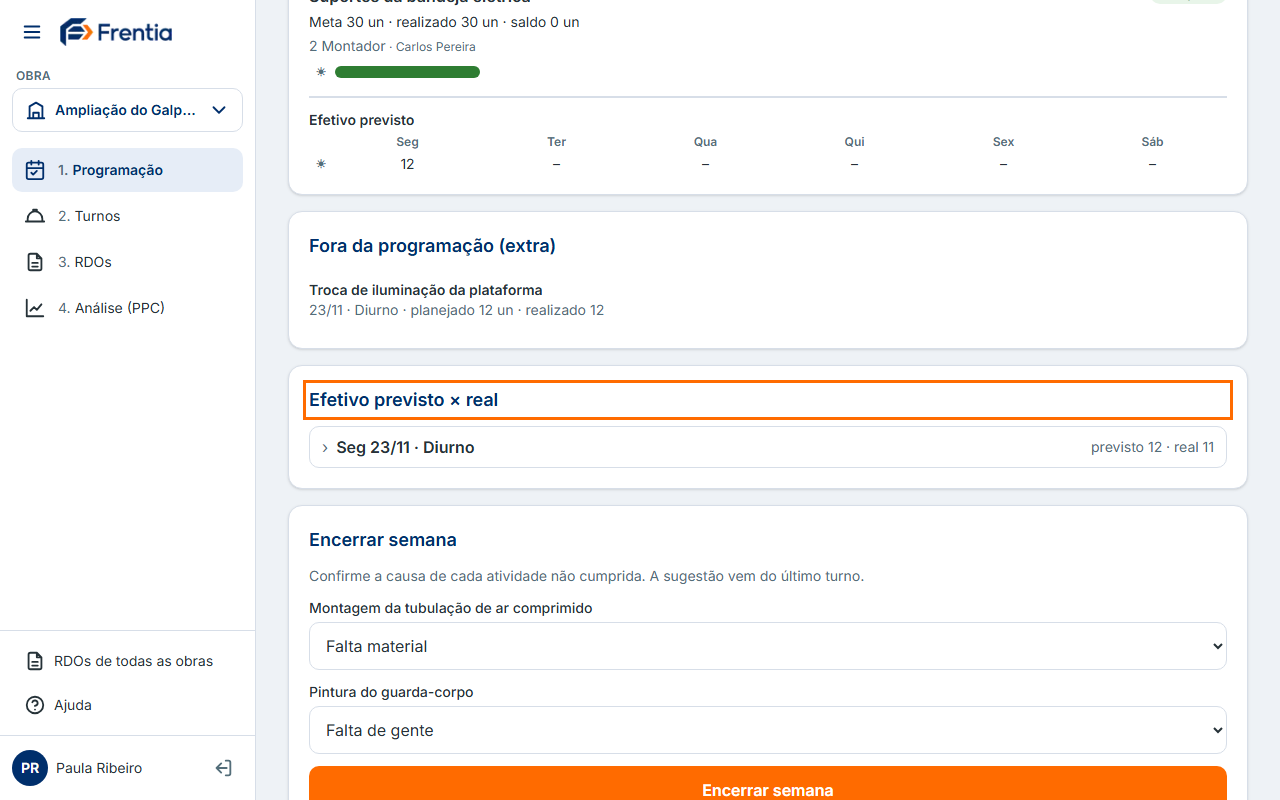 Frentia
OBRA
Ampliação do Galp...
1. Programação
2. Turnos
3. RDOs
4. Análise (PPC)
RDOs de todas as obras
Ajuda
PR Paula Ribeiro
Suportes da bandeja elétrica
Meta 30 un · realizado 30 un · saldo 0 un
2 Montador · Carlos Pereira
Efetivo previsto
Seg Ter Qua Qui Sex Sáb
12 – – – – –
Fora da programação (extra)
Troca de iluminação da plataforma
23/11 · Diurno · planejado 12 un · realizado 12
Efetivo previsto × real
› Seg 23/11 · Diurno previsto 12 · real 11
Encerrar semana
Confirme a causa de cada atividade não cumprida. A sugestão vem do último turno.
Montagem da tubulação de ar comprimido
Falta material
Pintura do guarda-corpo
Falta de gente
Encerrar semana